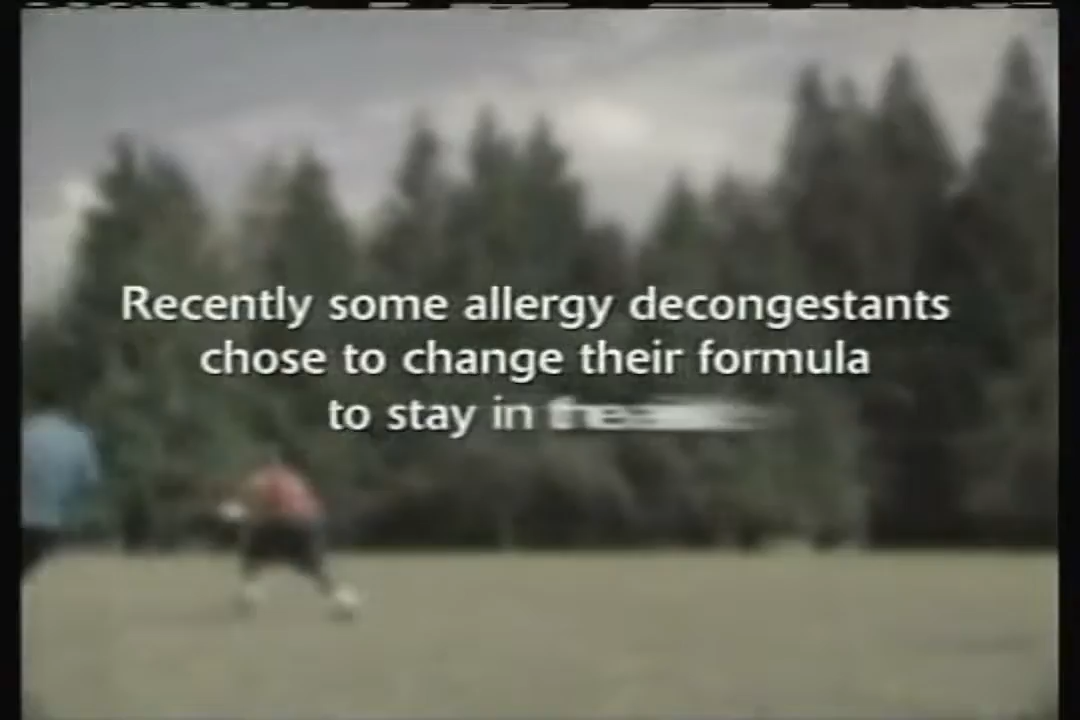 Recently some allergy decongestants
chose to change their formula
to stay in